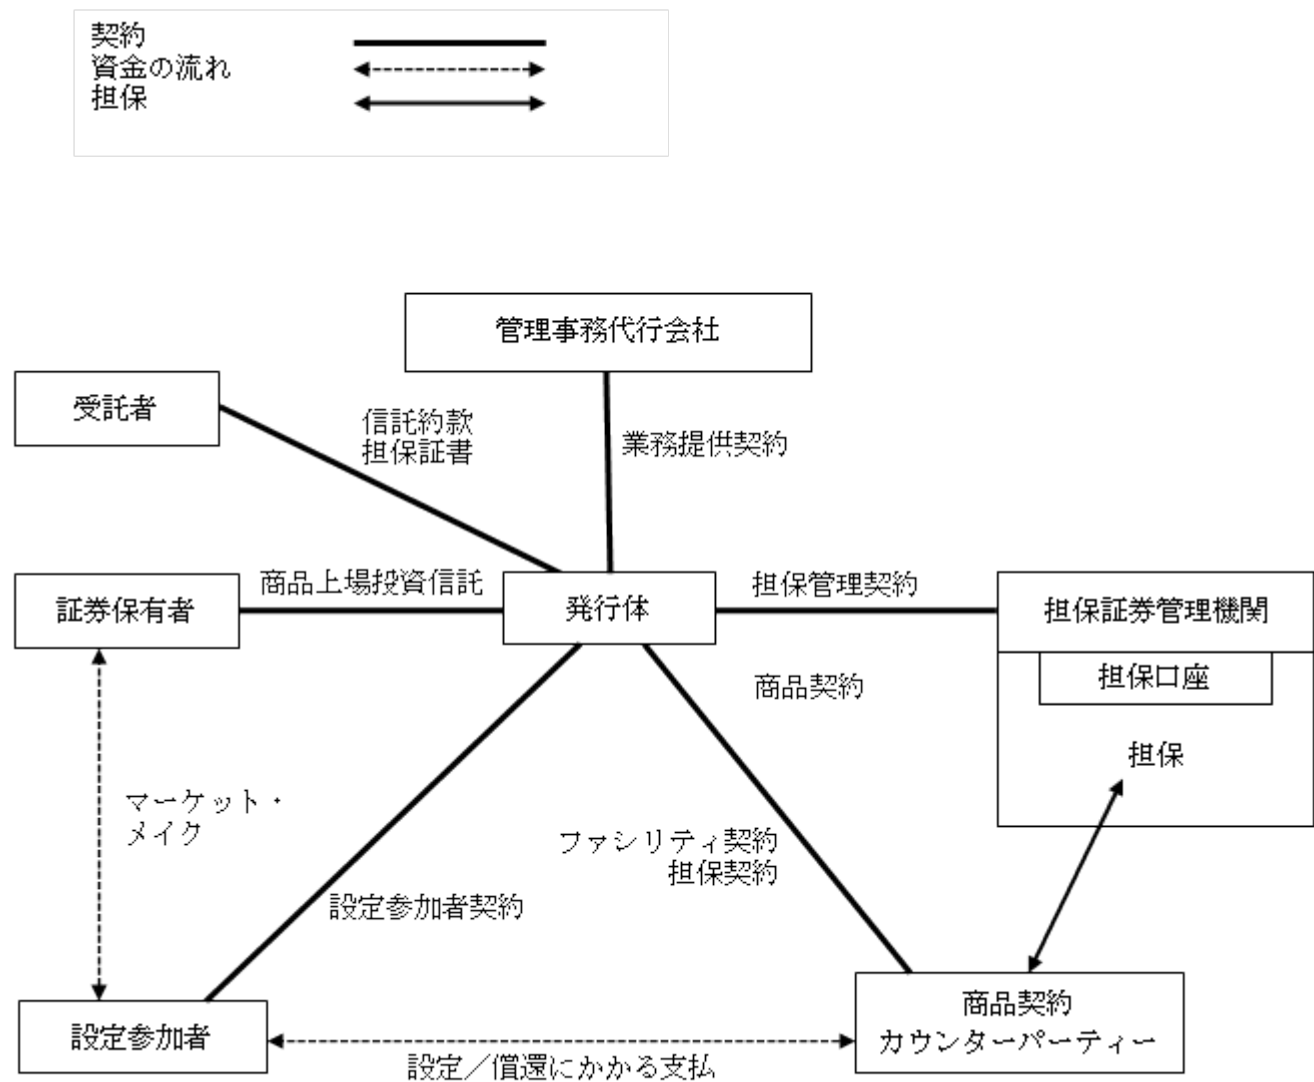 契約
資金の流れ
担保
管理事務代行会社
受託者
信託約款
担保証書
業務提供契約
商品上場投資信託
担保管理契約
証券保有者
発行体
担保証券管理機関
担保口座
商品契約
担保
マーケット・
メイク
ファシリティ契約
担保契約
設定参加者契約
商品契約
カウンターパーティー
設定参加者
設定／償還にかかる支払